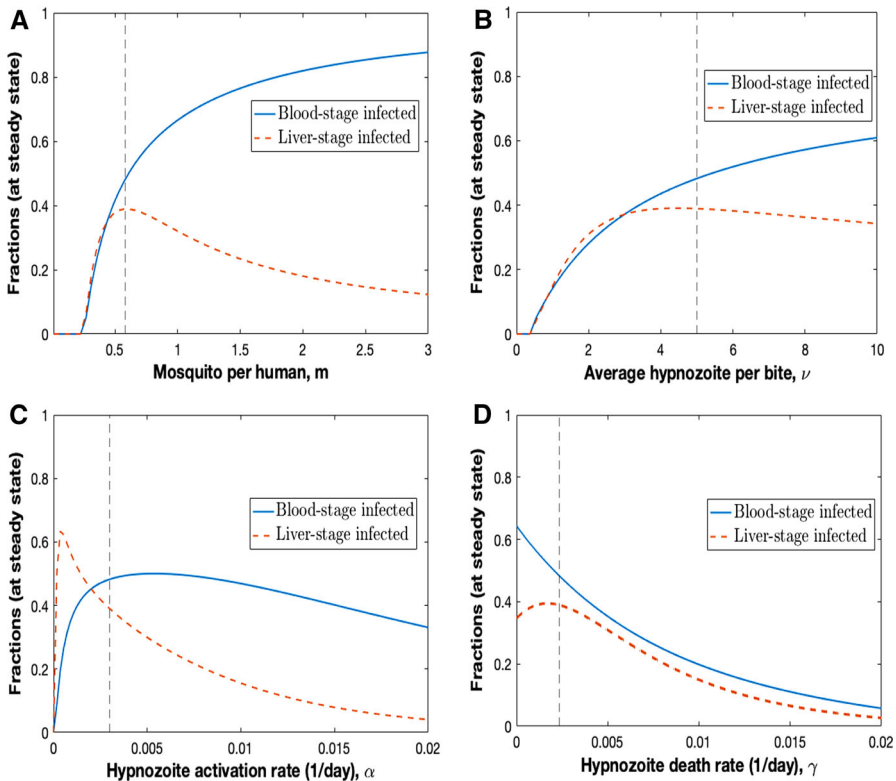 A
Fractions (at steady state)
1
0.8
0.6
0.4
0.2
0
Blood-stage infected
Liver-stage infected
0.5 1 1.5 2 2.5 3
Mosquito per human, m
B
Fractions (at steady state)
1
0.8
0.6
0.4
0.2
0
Blood-stage infected
Liver-stage infected
0 2 4 6 8 10
Average hypnozoite per bite, ν
C
Fractions (at steady state)
1
0.8
0.6
0.4
0.2
0
Blood-stage infected
Liver-stage infected
0 0.005 0.01 0.015 0.02
Hypnozoite activation rate (1/day), α
D
Fractions (at steady state)
1
0.8
0.6
0.4
0.2
0
Blood-stage infected
Liver-stage infected
0 0.005 0.01 0.015 0.02
Hypnozoite death rate (1/day), γ